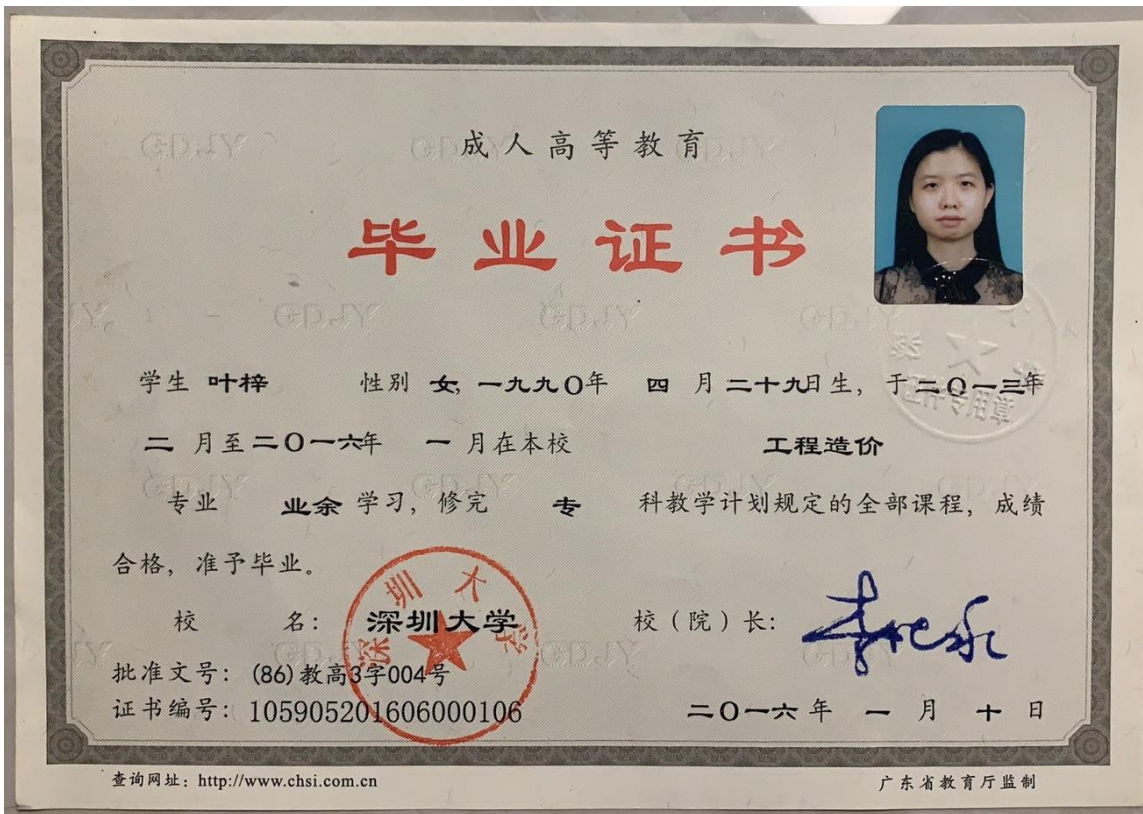 成人高等教育
毕业证书
学生 叶梓 性别 女, 一九九〇年 四 月 二十九日生, 于 二〇一三年
二 月至 二〇一六年 一 月在本校 工程造价
专业 业余 学习, 修完 专 科教学计划规定的全部课程, 成绩
合格, 准予毕业。
校 名: 深圳大学 校(院)长:
深圳大学
批准文号: (86)教高3字004号
证书编号: 105905201606000106 二〇一六 年 一 月 十 日
查询网址: http://www.chsi.com.cn 广东省教育厅监制